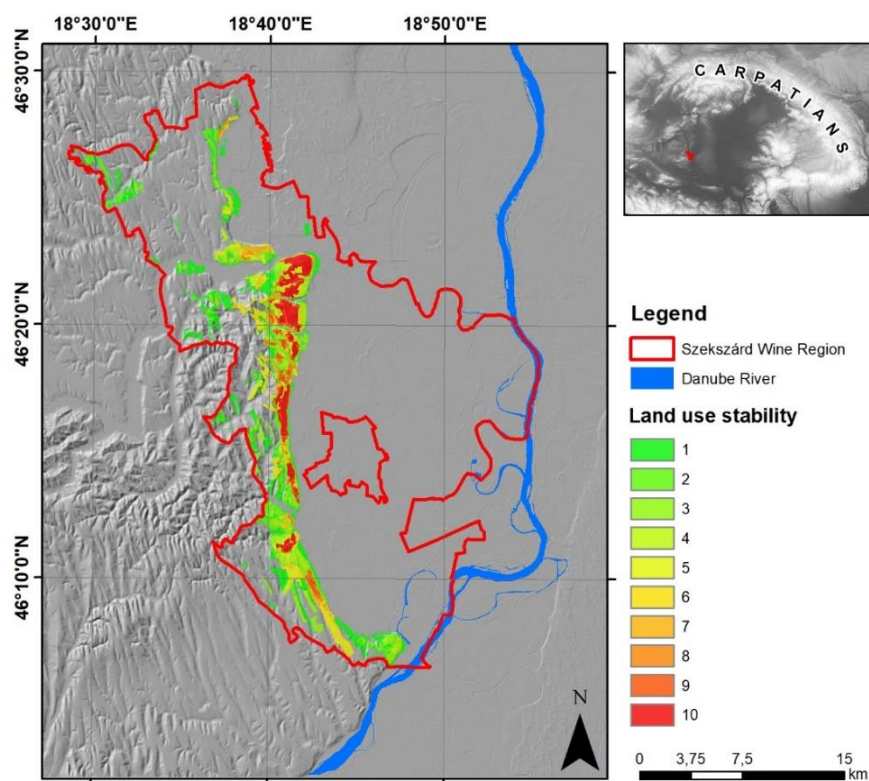 18°30'0"E 18°40'0"E 18°50'0"E
46°30'0"N
46°20'0"N
46°10'0"N
N
CARPATIANS
Legend
Szekszárd Wine Region
Danube River
Land use stability
1
2
3
4
5
6
7
8
9
10
0 3,75 7,5 15
km